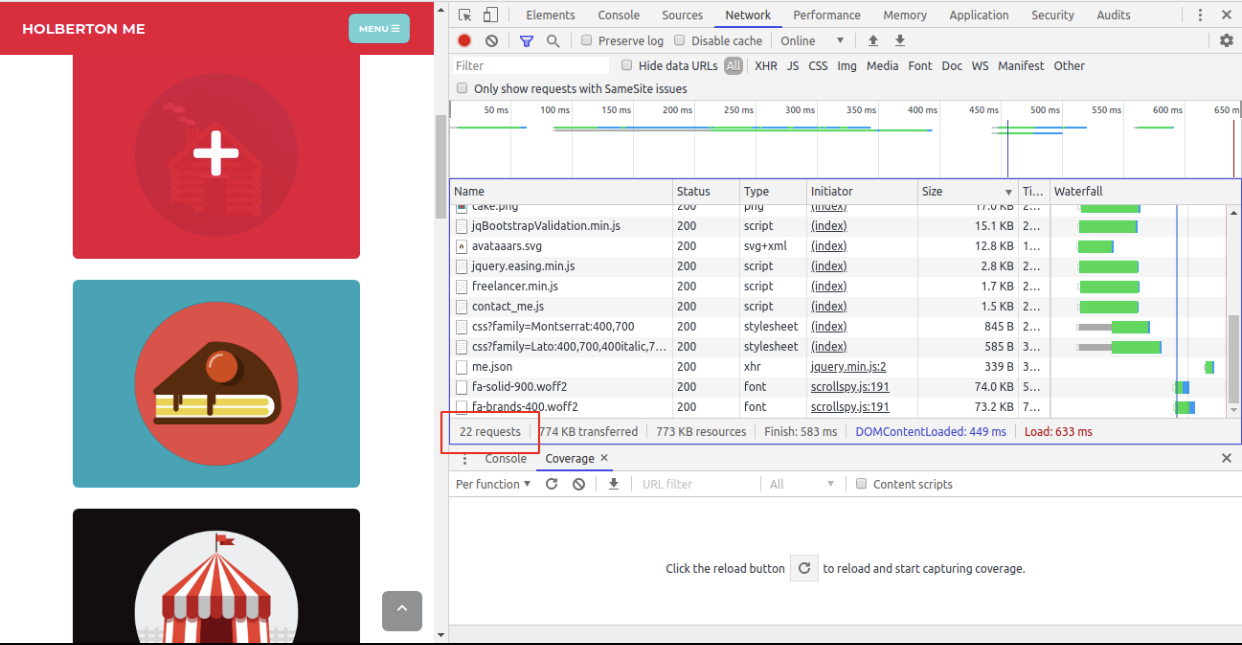 HOLBERTON ME
MENU
Elements Console Sources Network Performance Memory Application Security Audits
Preserve log Disable cache Online
Filter Hide data URLs All XHR JS CSS Img Media Font Doc WS Manifest Other
Only show requests with SameSite issues
50 ms 100 ms 150 ms 200 ms 250 ms 300 ms 350 ms 400 ms 450 ms 500 ms 550 ms 600 ms 650 m
Name Status Type Initiator Size Ti... Waterfall
cake.png 200 png (index) 17.0 KB 2...
jqBootstrapValidation.min.js 200 script (index) 15.1 KB 2...
avataaars.svg 200 svg+xml (index) 12.8 KB 1...
jquery.easing.min.js 200 script (index) 2.8 KB 2...
freelancer.min.js 200 script (index) 1.7 KB 2...
contact_me.js 200 script (index) 1.5 KB 2...
css?family=Montserrat:400,700 200 stylesheet (index) 845 B 2...
css?family=Lato:400,700,400italic,7... 200 stylesheet (index) 585 B 3...
me.json 200 xhr jquery.min.js:2 339 B 3...
fa-solid-900.woff2 200 font scrollspy.js:191 74.0 KB 5...
fa-brands-400.woff2 200 font scrollspy.js:191 73.2 KB 7...
22 requests 774 KB transferred 773 KB resources Finish: 583 ms DOMContentLoaded: 449 ms Load: 633 ms
Console Coverage
Per function URL filter All Content scripts
Click the reload button to reload and start capturing coverage.